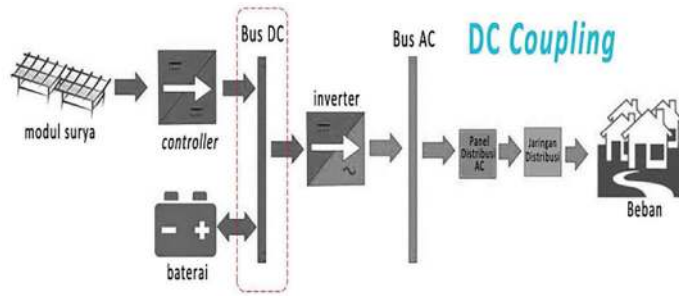 DC Coupling
Bus DC
Bus AC
modul surya
controller
inverter
Panel
Distribusi
AC
Jaringan
Distribusi
Beban
baterai